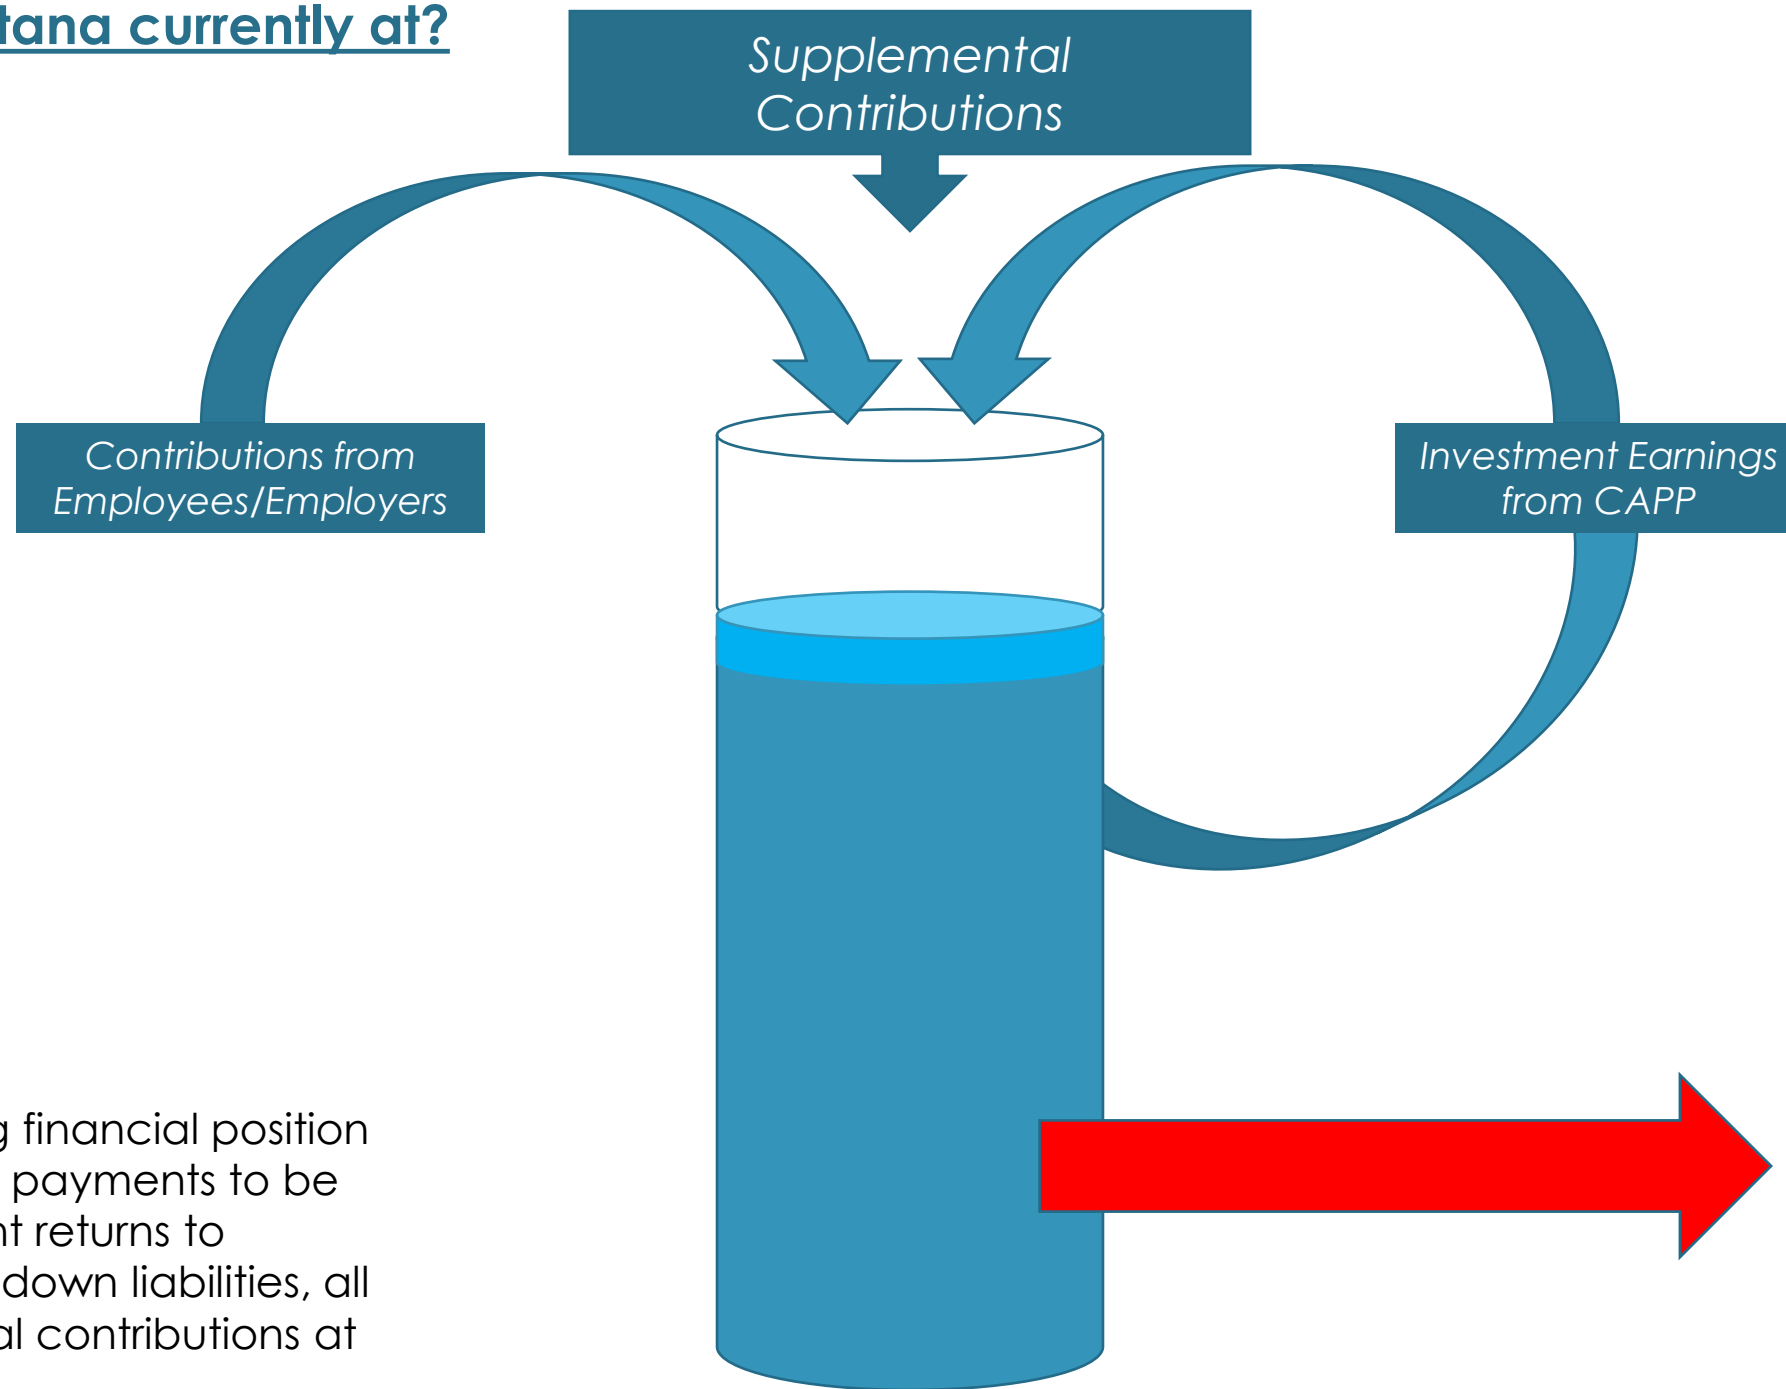 tana currently at?
Supplemental
Contributions
Contributions from
Employees/Employers
Investment Earnings
from CAPP
g financial position
payments to be
nt returns to
down liabilities, all
al contributions at